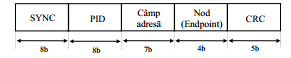 SYNC PID Câmp adresă Nod (Endpoint) CRC
8b 8b 7b 4b 5b